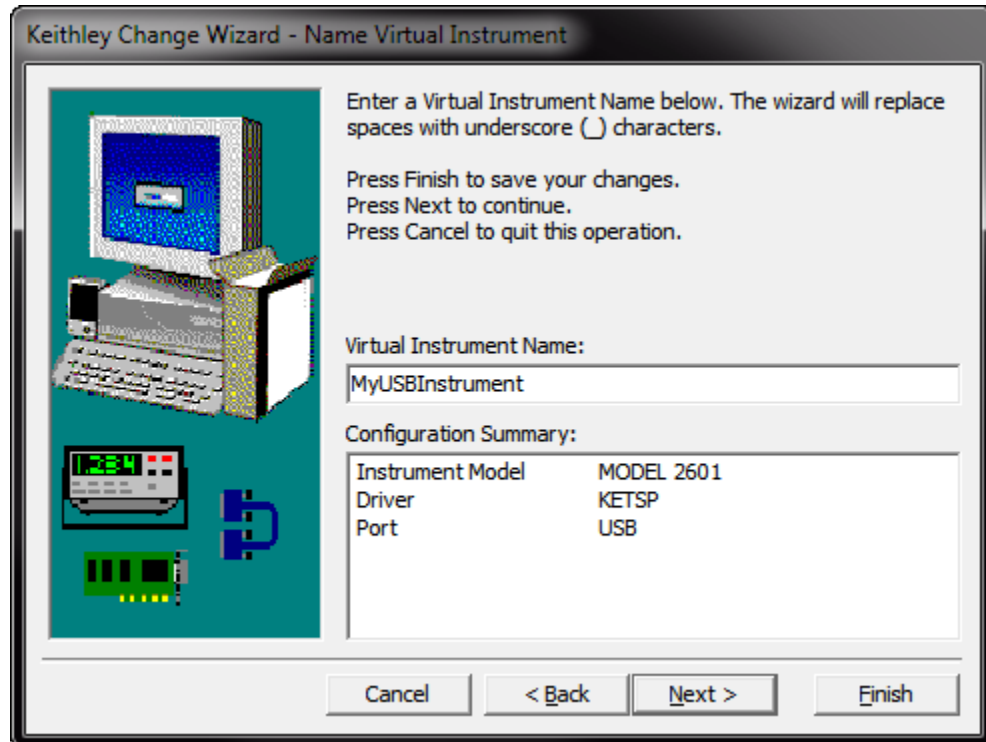 Keithley Change Wizard - Name Virtual Instrument
Enter a Virtual Instrument Name below. The wizard will replace
spaces with underscore (_) characters.
Press Finish to save your changes.
Press Next to continue.
Press Cancel to quit this operation.
Virtual Instrument Name:
MyUSBInstrument
Configuration Summary:
Instrument Model MODEL 2601
Driver KETSP
Port USB
1.234
Cancel < Back Next > Finish